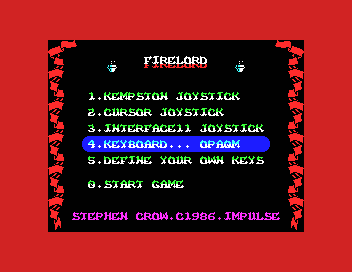 FIRELORD
1.KEMPSTON JOYSTICK
2.CURSOR JOYSTICK
3.INTERFACE11 JOYSTICK
4.KEYBOARD... OPAQM
5.DEFINE YOUR OWN KEYS
0.START GAME
STEPHEN CROW.C1986.IMPULSE